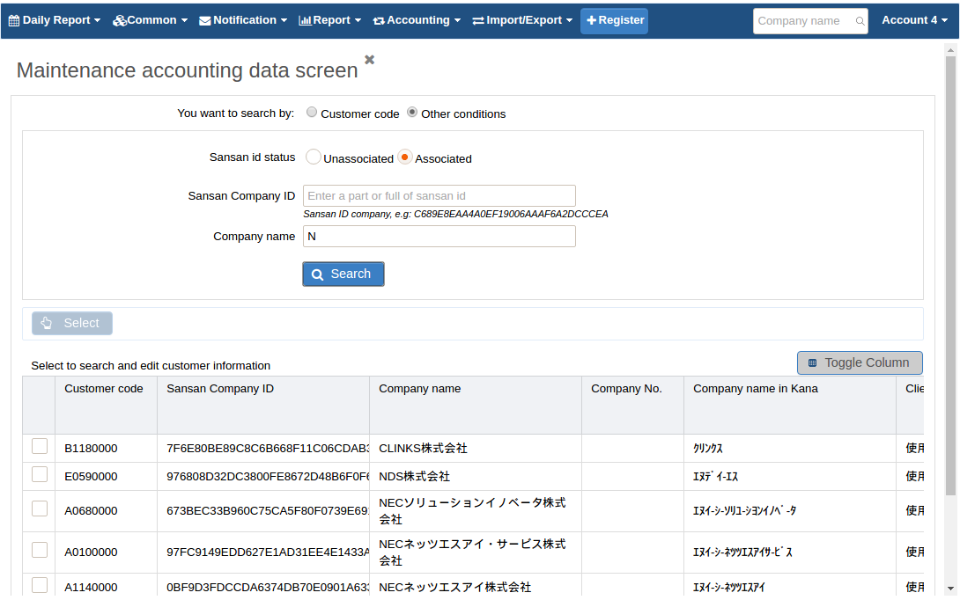 Daily Report Common Notification Report Accounting Import/Export Register Company name Account 4
Maintenance accounting data screen
You want to search by: Customer code Other conditions
Sansan id status Unassociated Associated
Sansan Company ID Enter a part or full of sansan id
Sansan ID company, e.g: C689E8EAA4A0EF19006AAAF6A2DCCCEA
Company name N
Search
Select
Select to search and edit customer information
Toggle Column
Customer code Sansan Company ID Company name Company No. Company name in Kana Clie
B1180000 7F6E80BE89C8C6B668F11C06CDAB3 CLINKS株式会社 ｸﾘﾝｸｽ 使用
E0590000 976808D32DC3800FE8672D48B6F0F6 NDS株式会社 ｴﾇﾃﾞｨｰｴｽ 使用
A0680000 673BEC33B960C75CA5F80F0739E69 NECソリューションイノベータ株式
会社 ｴﾇｲｰｼｰｿﾘｭｰｼｮﾝｲﾉﾍﾞｰﾀ 使用
A0100000 97FC9149EDD627E1AD31EE4E1433A NECネッツエスアイ・サービス株式
会社 ｴﾇｲｰｼｰﾈｯﾂｴｽｱｲｻｰﾋﾞｽ 使用
A1140000 0BF9D3FDCCDA6374DB70E0901A633 NECネッツエスアイ株式会社 ｴﾇｲｰｼｰﾈｯﾂｴｽｱｲ 使用